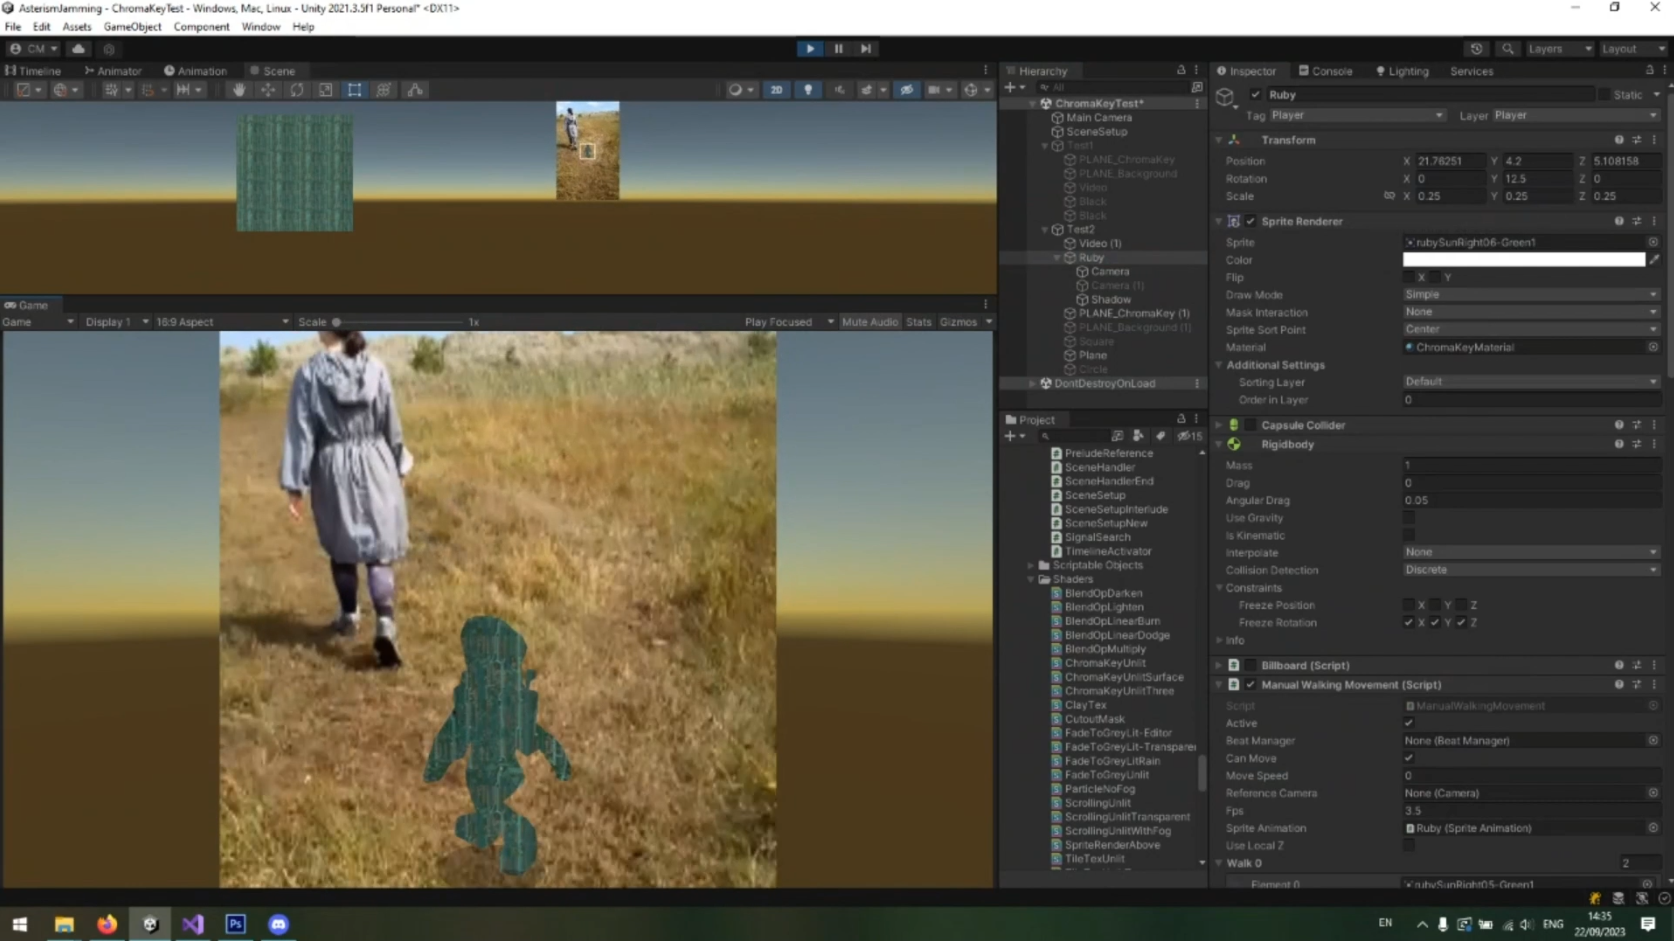 AsterismJamming - ChromaKeyTest - Windows, Mac, Linux - Unity 2021.3.5f1 Personal* <DX11>
File Edit Assets GameObject Component Window Help
CM Layers Layout
Timeline Animator Animation Scene
2D
Game
Game Display 1 16:9 Aspect Scale 1x Play Focused Mute Audio Stats Gizmos
Hierarchy
All
ChromaKeyTest*
Main Camera
SceneSetup
Test1
PLANE_ChromaKey
PLANE_Background
Video
Black
Black
Test2
Video (1)
Ruby
Camera
Camera (1)
Shadow
PLANE_ChromaKey (1)
PLANE_Background (1)
Square
Plane
Circle
DontDestroyOnLoad
Project
15
PreludeReference
SceneHandler
SceneHandlerEnd
SceneSetup
SceneSetupInterlude
SceneSetupNew
SignalSearch
TimelineActivator
Scriptable Objects
Shaders
BlendOpDarken
BlendOpLighten
BlendOpLinearBurn
BlendOpLinearDodge
BlendOpMultiply
ChromaKeyUnlit
ChromaKeyUnlitSurface
ChromaKeyUnlitThree
ClayTex
CutoutMask
FadeToGreyLit-Editor
FadeToGreyLit-Transparen
FadeToGreyLitRain
FadeToGreyUnlit
ParticleNoFog
ScrollingUnlit
ScrollingUnlitTransparent
ScrollingUnlitWithFog
SpriteRenderAbove
TileTexUnlit
Inspector Console Lighting Services
Ruby Static
Tag Player Layer Player
Transform
Position X 21.76251 Y 4.2 Z 5.108158
Rotation X 0 Y 12.5 Z 0
Scale X 0.25 Y 0.25 Z 0.25
Sprite Renderer
Sprite rubySunRight06-Green1
Color
Flip X Y
Draw Mode Simple
Mask Interaction None
Sprite Sort Point Center
Material ChromaKeyMaterial
Additional Settings
Sorting Layer Default
Order in Layer 0
Capsule Collider
Rigidbody
Mass 1
Drag 0
Angular Drag 0.05
Use Gravity
Is Kinematic
Interpolate None
Collision Detection Discrete
Constraints
Freeze Position X Y Z
Freeze Rotation X Y Z
Info
Billboard (Script)
Manual Walking Movement (Script)
Script ManualWalkingMovement
Active
Beat Manager None (Beat Manager)
Can Move
Move Speed 0
Reference Camera None (Camera)
Fps 3.5
Sprite Animation Ruby (Sprite Animation)
Use Local Z
Walk 0 2
Element 0 rubySunRight05-Green1
Ps EN ENG 14:35
22/09/2023